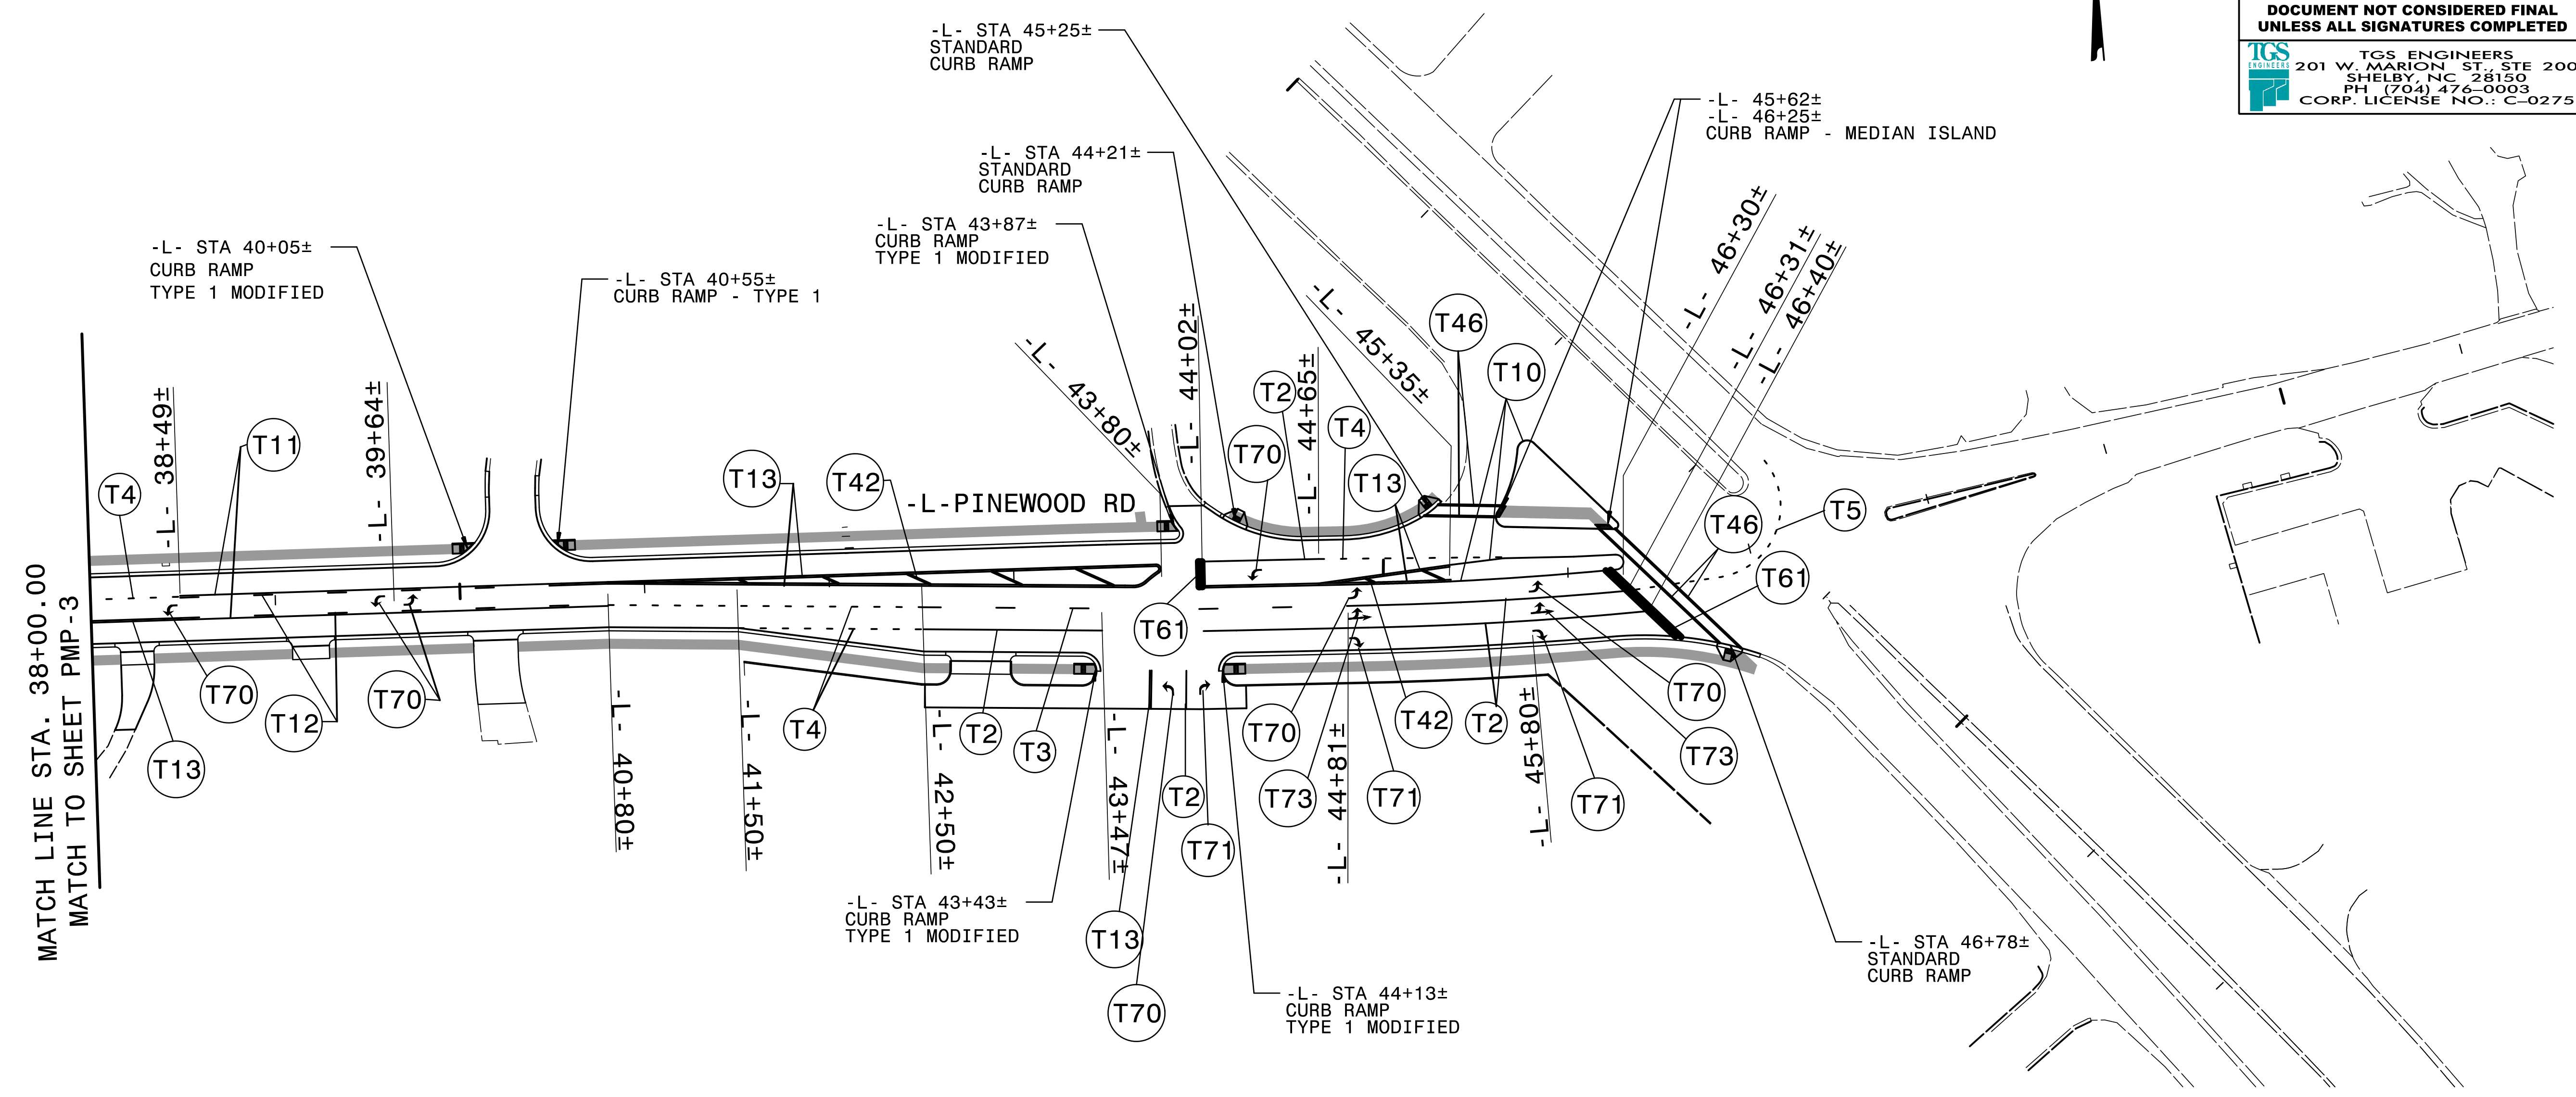 DOCUMENT NOT CONSIDERED FINAL
UNLESS ALL SIGNATURES COMPLETED
TGS
ENGINEERS
TGS ENGINEERS
201 W. MARION ST., STE 200
SHELBY, NC 28150
PH (704) 476-0003
CORP. LICENSE NO.: C-0275
-L- STA 45+25±
STANDARD
CURB RAMP
-L- 45+62±
-L- 46+25±
CURB RAMP - MEDIAN ISLAND
-L- STA 44+21±
STANDARD
CURB RAMP
-L- STA 43+87±
CURB RAMP
TYPE 1 MODIFIED
-L- STA 40+05±
CURB RAMP
TYPE 1 MODIFIED
-L- STA 40+55±
CURB RAMP - TYPE 1
-L- 46+30±
-L- 46+31±
-L- 46+40±
-L- 45+35±
-L- 43+80±
-L- 44+02±
-L- 44+65±
-L- 38+49±
-L- 39+64±
T46
T10
T2
T4
T70
T13
T11
T4
T13
T42
-L-PINEWOOD RD
T46
T5
T61
T61
MATCH LINE STA. 38+00.00
MATCH TO SHEET PMP-3
T70
T12
T70
T13
-L- 40+80±
-L- 41+50±
T4
-L- 42+50±
T2
T3
-L- 43+47±
T2
T71
T70
T73
-L- 44+81±
T71
T42
T2
-L- 45+80±
T71
T70
T73
-L- STA 43+43±
CURB RAMP
TYPE 1 MODIFIED
T13
T70
-L- STA 44+13±
CURB RAMP
TYPE 1 MODIFIED
-L- STA 46+78±
STANDARD
CURB RAMP